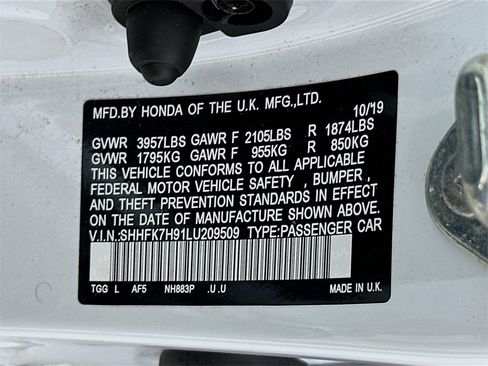 MFD.BY HONDA OF THE U.K. MFG.,LTD.
10/19
GVWR 3957LBS GAWR F 2105LBS R 1874LBS
GVWR 1795KG GAWR F 955KG R 850KG
THIS VEHICLE CONFORMS TO ALL APPLICABLE
FEDERAL MOTOR VEHICLE SAFETY , BUMPER ,
AND THEFT PREVENTION STANDARDS IN EFFECT
ON THE DATE OF MANUFACTURE SHOWN ABOVE.
V.I.N.:SHHFK7H91LU209509 TYPE:PASSENGER CAR
TGG L AF5 NH883P .U.U MADE IN U.K.